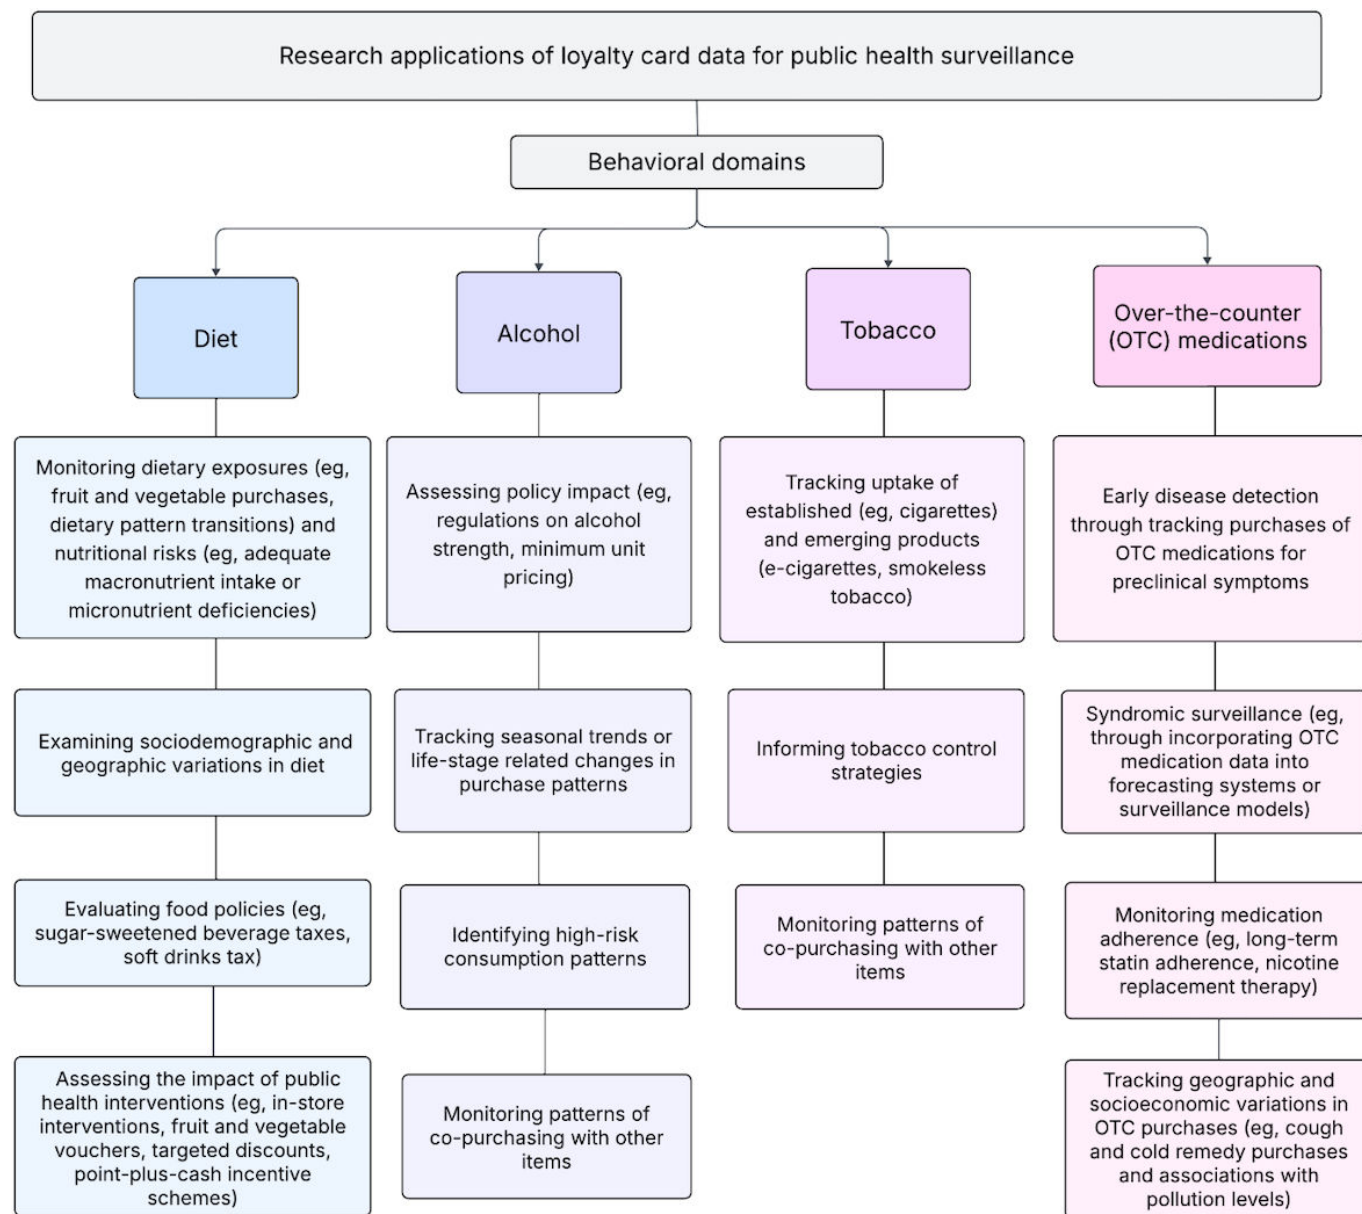 Research applications of loyalty card data for public health surveillance
Behavioral domains
Diet
Monitoring dietary exposures (eg,
fruit and vegetable purchases,
dietary pattern transitions) and
nutritional risks (eg, adequate
macronutrient intake or
micronutrient deficiencies)
Examining sociodemographic and
geographic variations in diet
Evaluating food policies (eg,
sugar-sweetened beverage taxes,
soft drinks tax)
Assessing the impact of public
health interventions (eg, in-store
interventions, fruit and vegetable
vouchers, targeted discounts,
point-plus-cash incentive
schemes)
Alcohol
Assessing policy impact (eg,
regulations on alcohol
strength, minimum unit
pricing)
Tracking seasonal trends or
life-stage related changes in
purchase patterns
Identifying high-risk
consumption patterns
Monitoring patterns of
co-purchasing with other
items
Tobacco
Tracking uptake of
established (eg, cigarettes)
and emerging products
(e-cigarettes, smokeless
tobacco)
Informing tobacco control
strategies
Monitoring patterns of
co-purchasing with other
items
Over-the-counter
(OTC) medications
Early disease detection
through tracking purchases of
OTC medications for
preclinical symptoms
Syndromic surveillance (eg,
through incorporating OTC
medication data into
forecasting systems or
surveillance models)
Monitoring medication
adherence (eg, long-term
statin adherence, nicotine
replacement therapy)
Tracking geographic and
socioeconomic variations in
OTC purchases (eg, cough
and cold remedy purchases
and associations with
pollution levels)